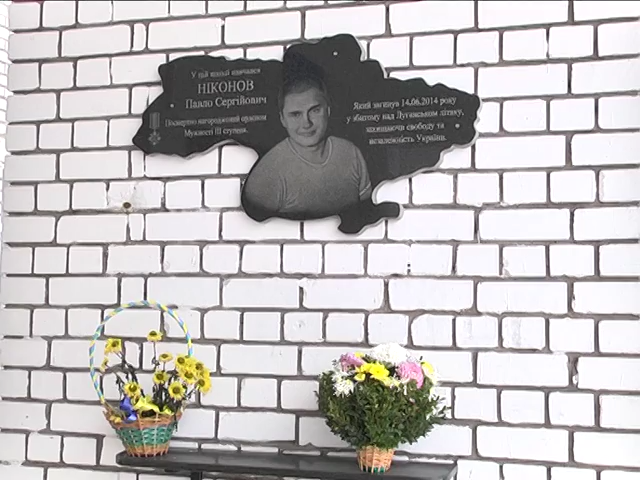 У цій школі навчався
НІКОНОВ
Павло Сергійович
Посмертно нагороджений орденом
Мужності ІІІ ступеня.
Який загинув 14.06.2014 року
у збитому над Луганськом літаку,
захищаючи свободу та
незалежність України.